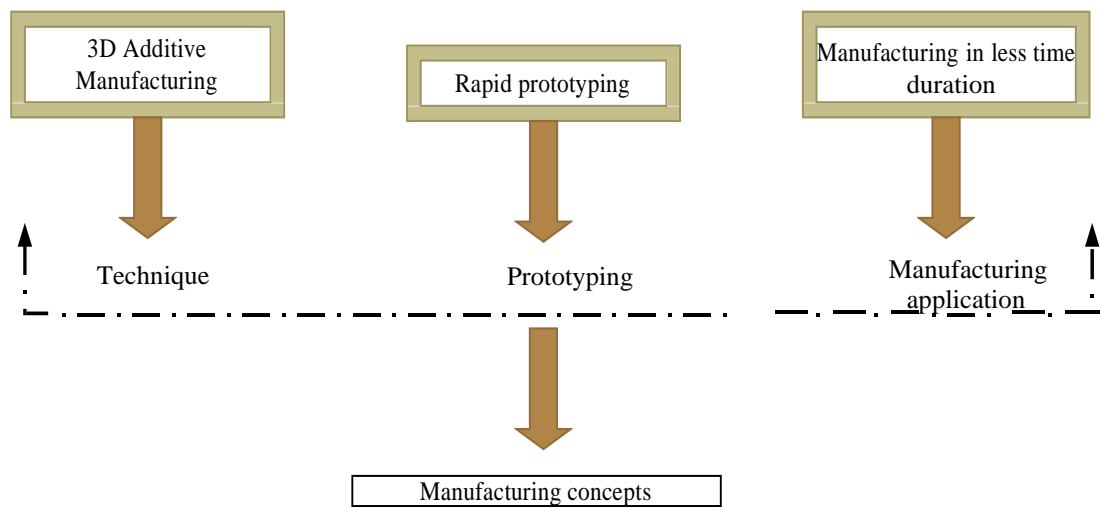 3D Additive
Manufacturing
Rapid prototyping
Manufacturing in less time
duration
Technique
Prototyping
Manufacturing
application
Manufacturing concepts